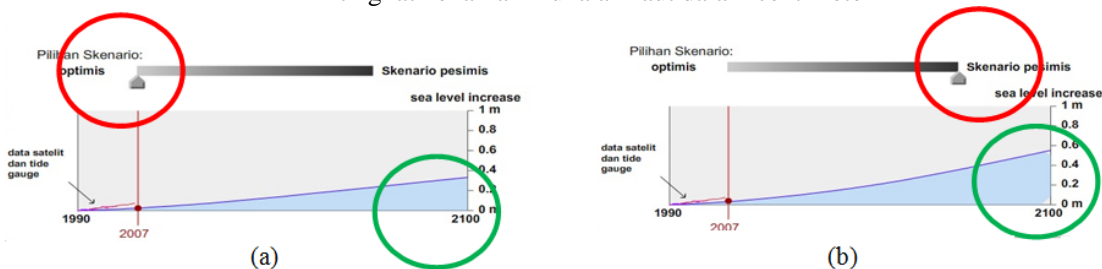 Pilihan Skenario:
optimis
Skenario pesimis
sea level increase
1 m
0.8
0.6
0.4
0.2
0 m
data satelit
dan tide
gauge
1990
2100
2007
(a)
Pilihan Skenario:
optimis
Skenario pesimis
sea level increase
1 m
0.8
0.6
0.4
0.2
0 m
data satelit
dan tide
gauge
1990
2100
2007
(b)